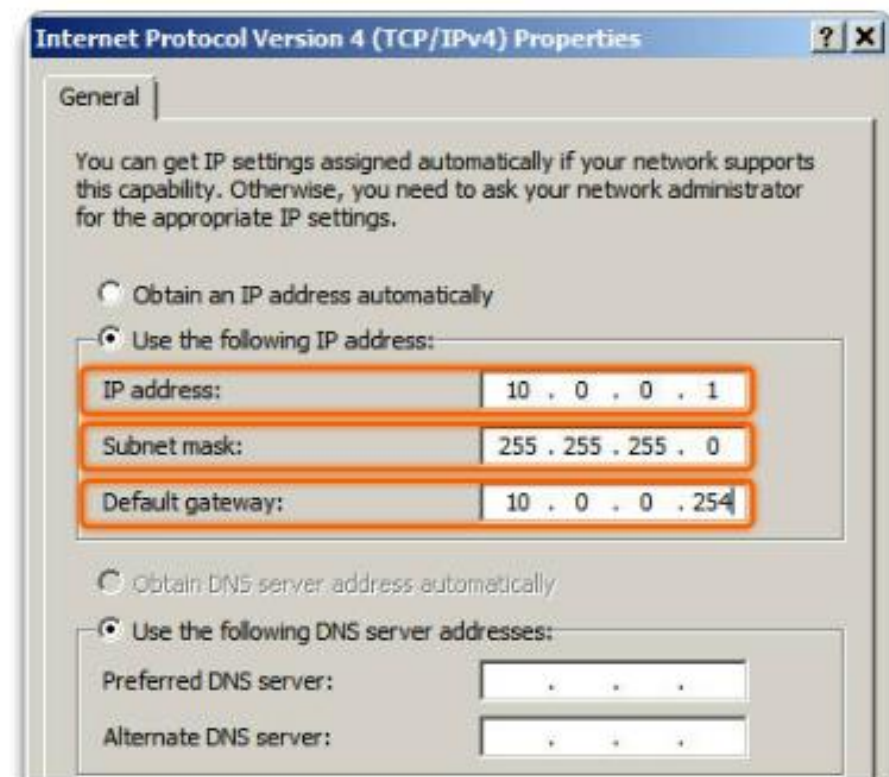 Internet Protocol Version 4 (TCP/IPv4) Properties
General
You can get IP settings assigned automatically if your network supports
this capability. Otherwise, you need to ask your network administrator
for the appropriate IP settings.
Obtain an IP address automatically
Use the following IP address:
IP address: 10 . 0 . 0 . 1
Subnet mask: 255 . 255 . 255 . 0
Default gateway: 10 . 0 . 0 . 254
Obtain DNS server address automatically
Use the following DNS server addresses:
Preferred DNS server: . . .
Alternate DNS server: . . .